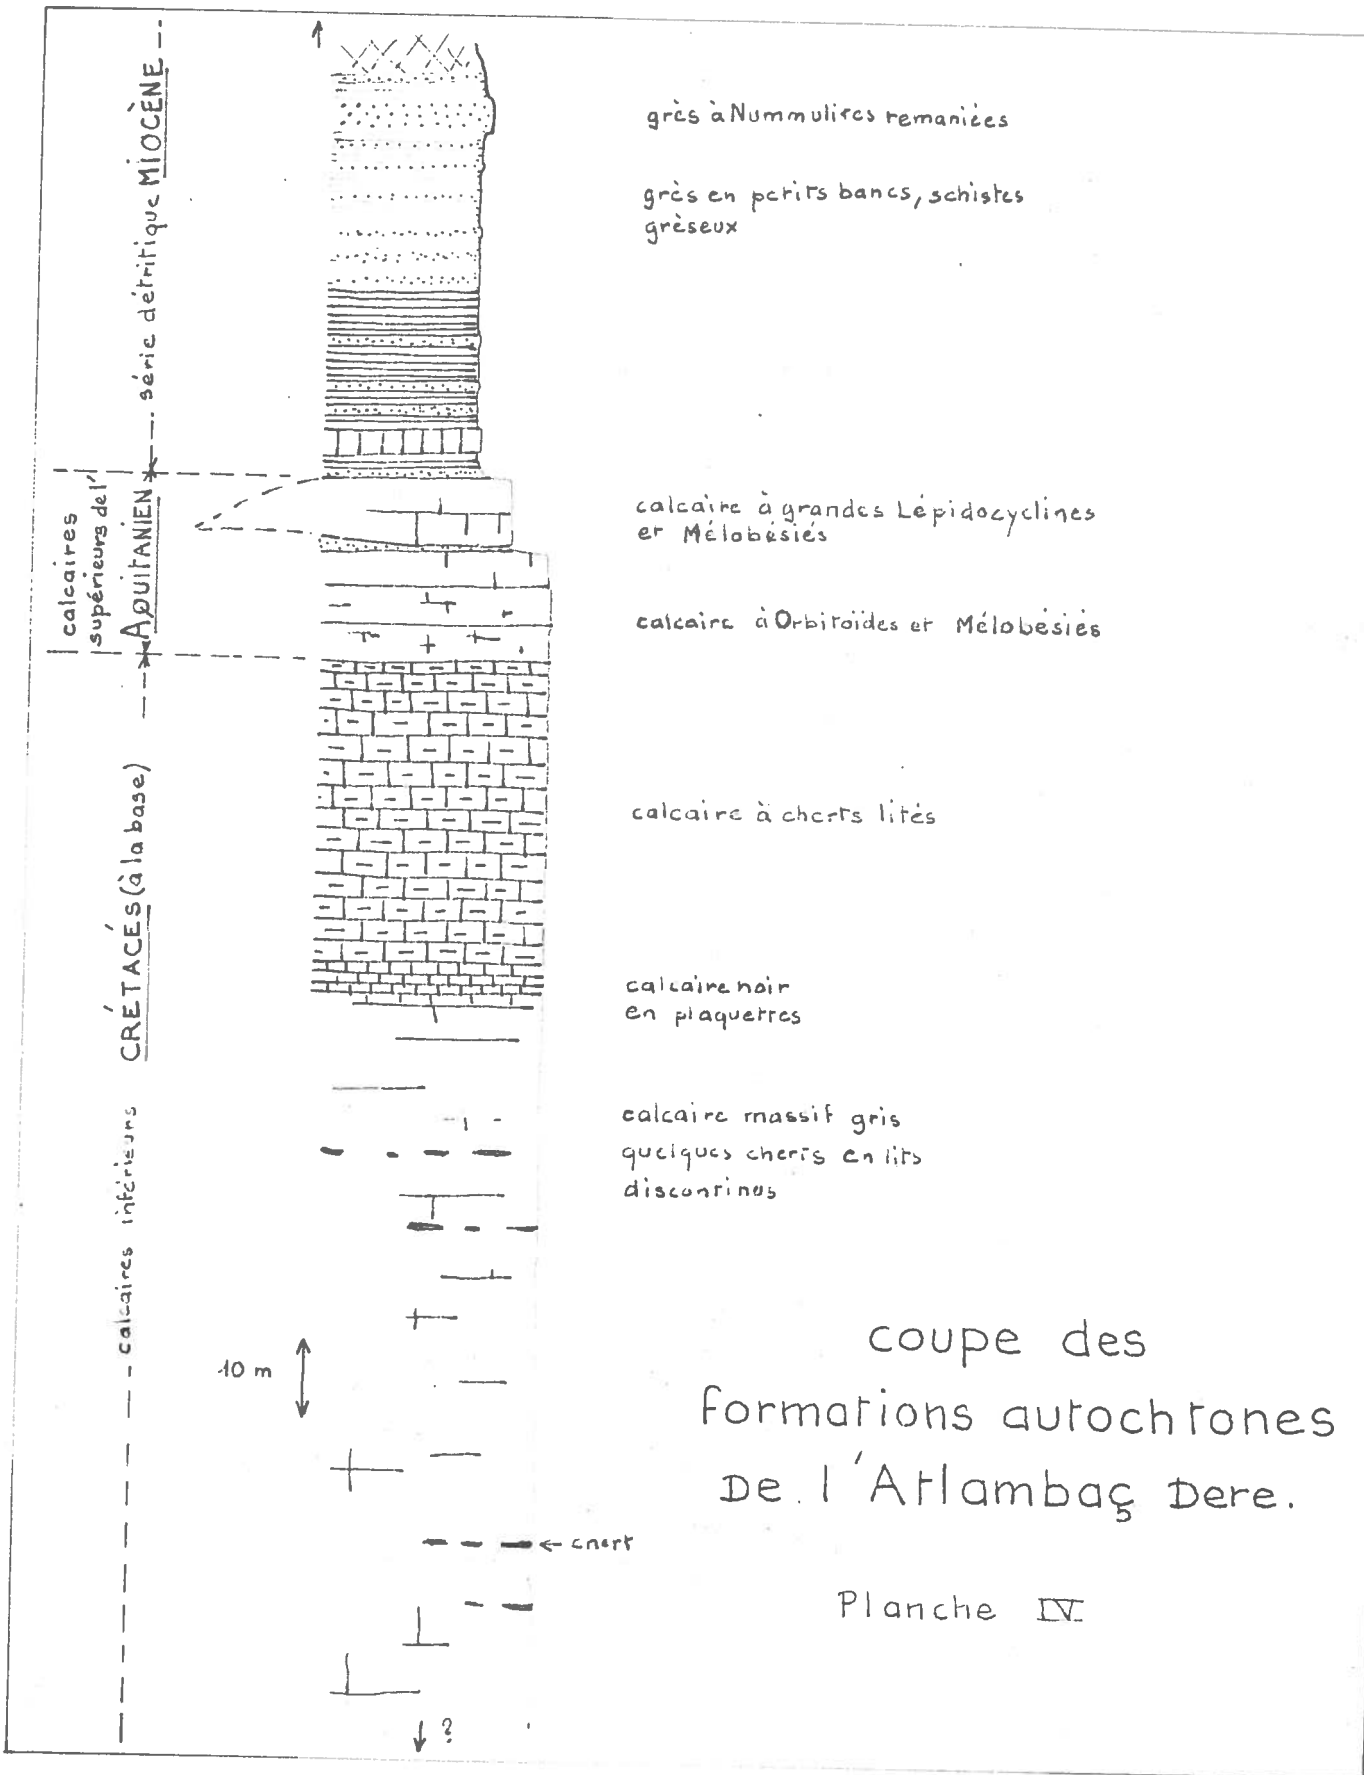 série détritique MIOCÈNE
grès à Nummulites remaniées
grès en petits bancs, schistes
grèseux
calcaires
supérieurs de l'
AQUITANIEN
calcaire à grandes Lépidocyclines
et Mélobésiés
calcaire à Orbitoïdes et Mélobésiés
calcaires inférieurs CRÉTACÉS (à la base)
calcaire à cherts lités
calcaire noir
en plaquettes
calcaire massif gris
quelques cherts en lits
discontinus
10 m
coupe des
formations autochtones
De l'Atlambaç Dere.
← chert
Planche IV
?